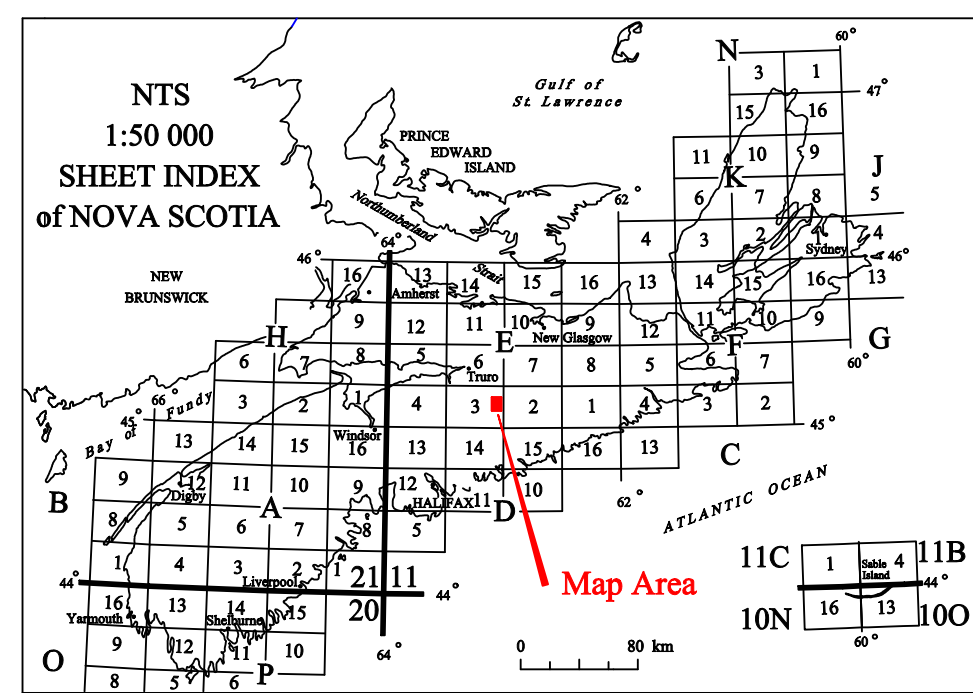 NTS
1:50 000
SHEET INDEX
of NOVA SCOTIA
Gulf of
St. Lawrence
PRINCE
EDWARD
ISLAND
Northumberland
Strait
NEW
BRUNSWICK
N 60°
3 1
47°
15 16
11 10 9
K J
6 7 8 5
62°
4 3 2 1 4
Sydney
64°
46° 16 13 14 15 16 13 14 15 16 13 46°
Amherst
H 9 12 11 10 E 9 12 11 F 10 9 G
New Glasgow
60°
6 7 8 5 6 7 8 5 6 7
Truro
66°
45°
Bay of Fundy
3 2 1 4 3 2 1 4 3 2
45°
Windsor
13 14 15 16 13 14 15 16 13 C
B 9 12 11 10 9 12 11 10
Digby
A
HALIFAX
D
62°
ATLANTIC OCEAN
8 5 6 7 8 5
1 4 3 2 1 21 11
Liverpool
44° 44°
20
16 13 14 15
Yarmouth
Shelburne
9 12 11 10
O P
8 5 6
64°
Map Area
0 80 km
11C 1 4 11B
Sable
Island
44°
10N 16 13 10O
60°